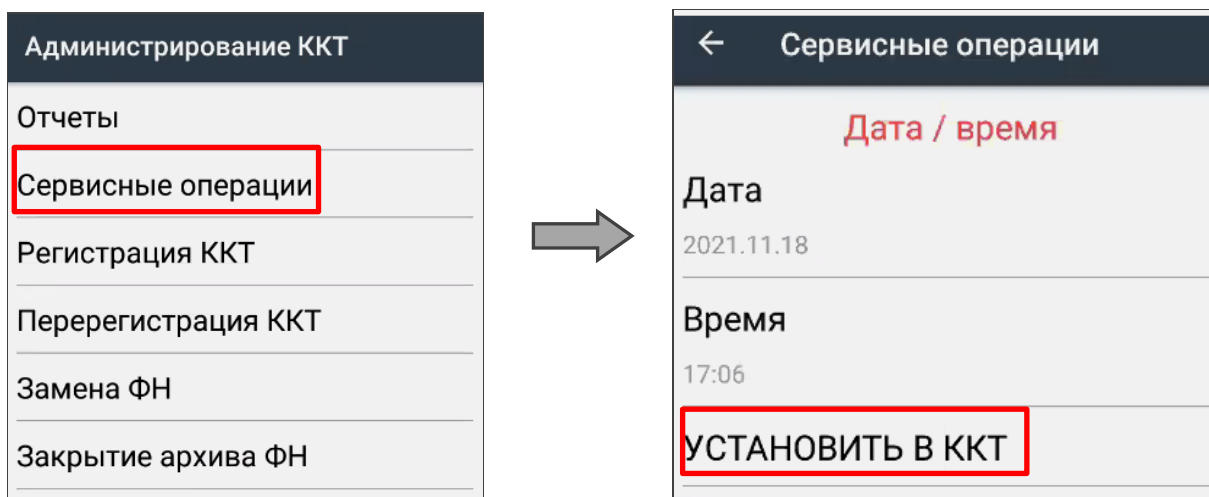 Администрирование ККТ
Отчеты
Сервисные операции
Регистрация ККТ
Перерегистрация ККТ
Замена ФН
Закрытие архива ФН
Сервисные операции
Дата / время
Дата
2021.11.18
Время
17:06
УСТАНОВИТЬ В ККТ